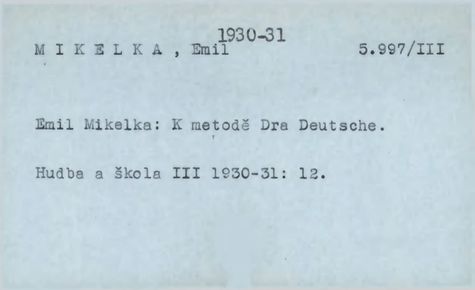 1930-31
M I K E L K A , Emil 5.997/III
Emil Mikelka: K metodě Dra Deutsche.
Hudba a škola III 1930-31: 12.